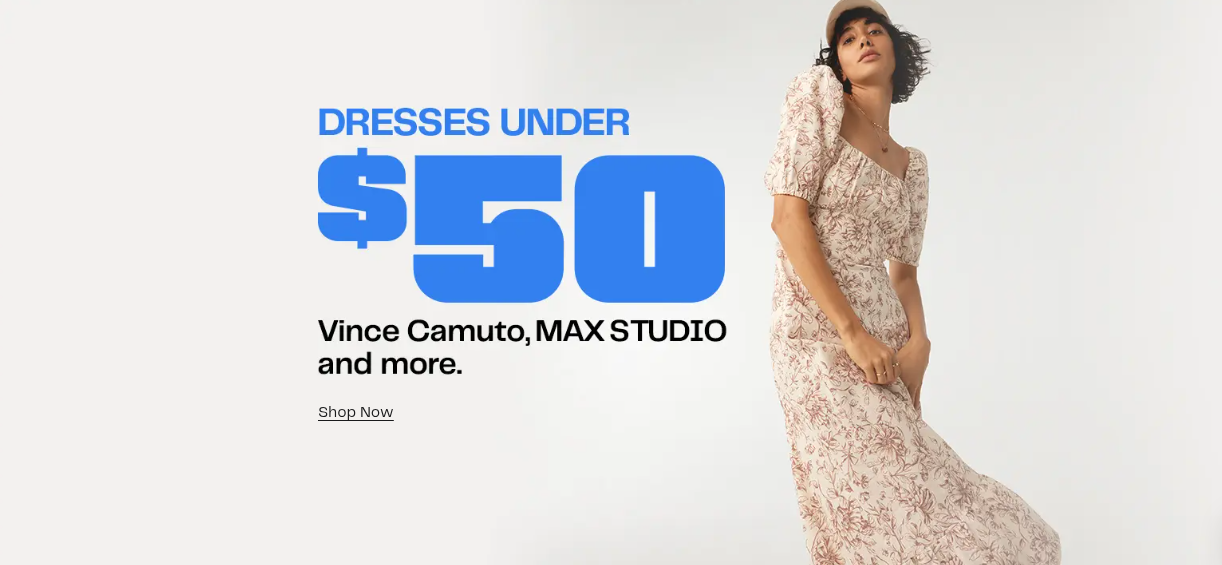 DRESSES UNDER
$50
Vince Camuto, MAX STUDIO
and more.
Shop Now